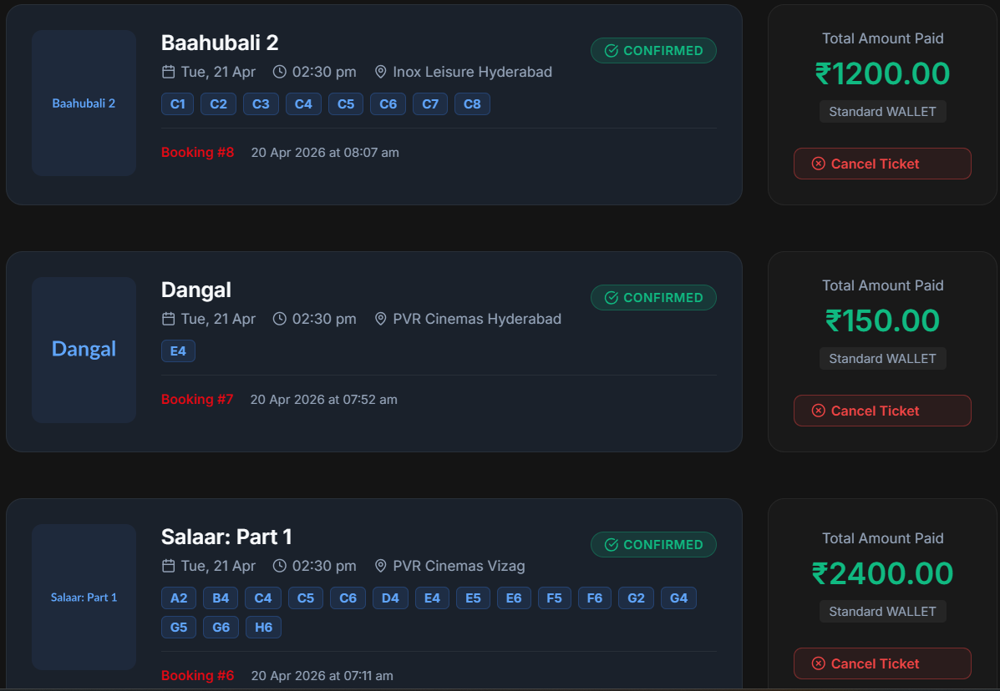 Baahubali 2
Baahubali 2
CONFIRMED
Tue, 21 Apr 02:30 pm Inox Leisure Hyderabad
C1 C2 C3 C4 C5 C6 C7 C8
Booking #8 20 Apr 2026 at 08:07 am
Total Amount Paid
₹1200.00
Standard WALLET
Cancel Ticket
Dangal
Dangal
CONFIRMED
Tue, 21 Apr 02:30 pm PVR Cinemas Hyderabad
E4
Booking #7 20 Apr 2026 at 07:52 am
Total Amount Paid
₹150.00
Standard WALLET
Cancel Ticket
Salaar: Part 1
Salaar: Part 1
CONFIRMED
Tue, 21 Apr 02:30 pm PVR Cinemas Vizag
A2 B4 C4 C5 C6 D4 E4 E5 E6 F5 F6 G2 G4
G5 G6 H6
Booking #6 20 Apr 2026 at 07:11 am
Total Amount Paid
₹2400.00
Standard WALLET
Cancel Ticket